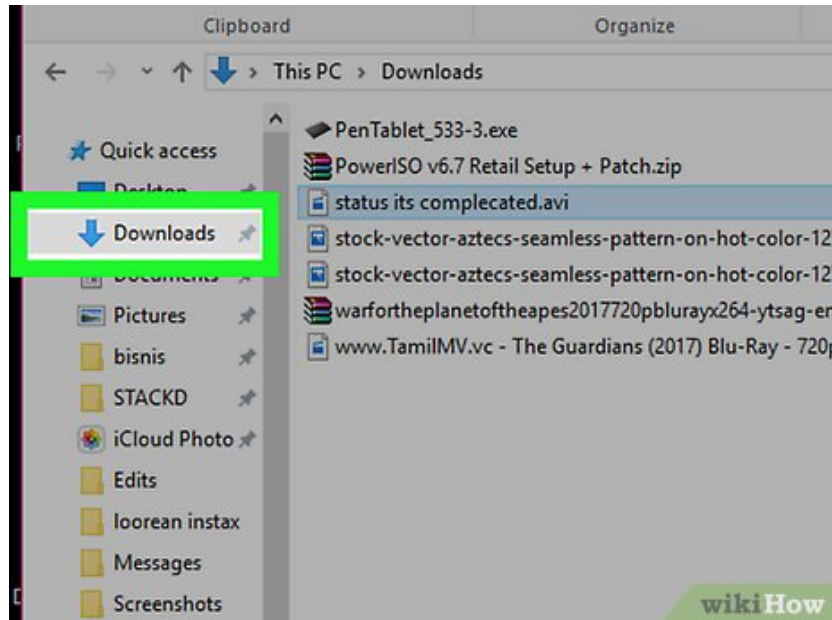 Clipboard
Organize
This PC > Downloads
Quick access
Desktop
Downloads
Documents
Pictures
bisnis
STACKD
iCloud Photo
Edits
loorean instax
Messages
Screenshots
PenTablet_533-3.exe
PowerISO v6.7 Retail Setup + Patch.zip
status its complecated.avi
stock-vector-aztecs-seamless-pattern-on-hot-color-12
stock-vector-aztecs-seamless-pattern-on-hot-color-12
warfortheplanetoftheapes2017720pblurayx264-ytsag-en
www.TamilMV.vc - The Guardians (2017) Blu-Ray - 720p
wikiHow